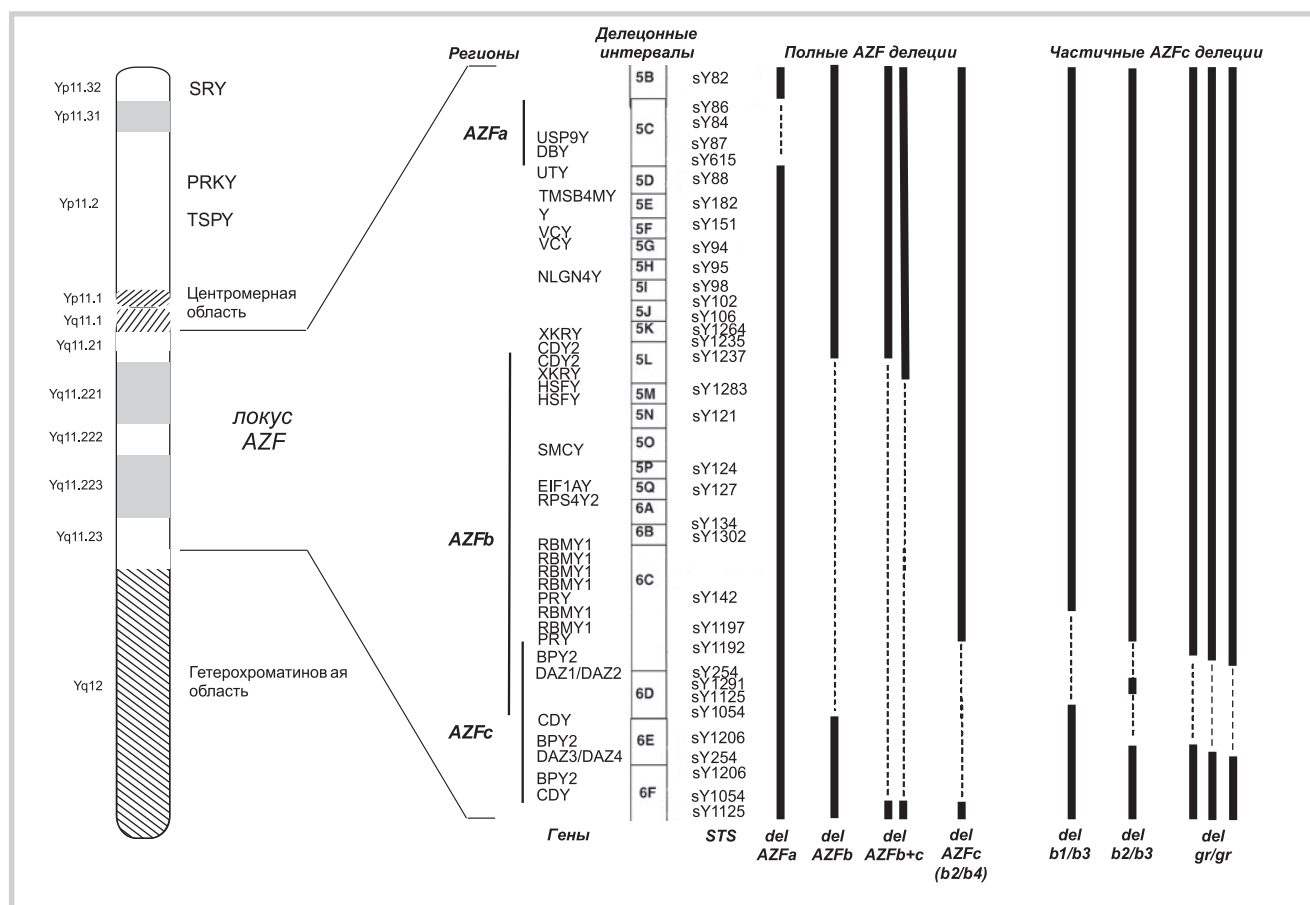 Регионы
Делецонные
интервалы
Полные AZF делеции
Частичные AZFc делеции
Yp11.32
Yp11.31
Yp11.2
Yp11.1
Yq11.1
Yq11.21
Yq11.221
Yq11.222
Yq11.223
Yq11.23
Yq12
SRY
PRKY
TSPY
Центромерная
область
локус
AZF
Гетерохроматинов ая
область
AZFa
AZFb
AZFc
USP9Y
DBY
UTY
TMSB4MY
Y
VCY
VCY
NLGN4Y
XKRY
CDY2
CDY2
XKRY
HSFY
HSFY
SMCY
EIF1AY
RPS4Y2
RBMY1
RBMY1
RBMY1
RBMY1
PRY
RBMY1
RBMY1
PRY
BPY2
DAZ1/DAZ2
CDY
BPY2
DAZ3/DAZ4
BPY2
CDY
Гены
5B
5C
5D
5E
5F
5G
5H
5I
5J
5K
5L
5M
5N
5O
5P
5Q
6A
6B
6C
6D
6E
6F
sY82
sY86
sY84
sY87
sY615
sY88
sY182
sY151
sY94
sY95
sY98
sY102
sY106
sY1264
sY1235
sY1237
sY1283
sY121
sY124
sY127
sY134
sY1302
sY142
sY1197
sY1192
sY254
sY1291
sY1125
sY1054
sY1206
sY254
sY1206
sY1054
sY1125
STS
del
AZFa
del
AZFb
del
AZFb+c
del
AZFc
(b2/b4)
del
b1/b3
del
b2/b3
del
gr/gr